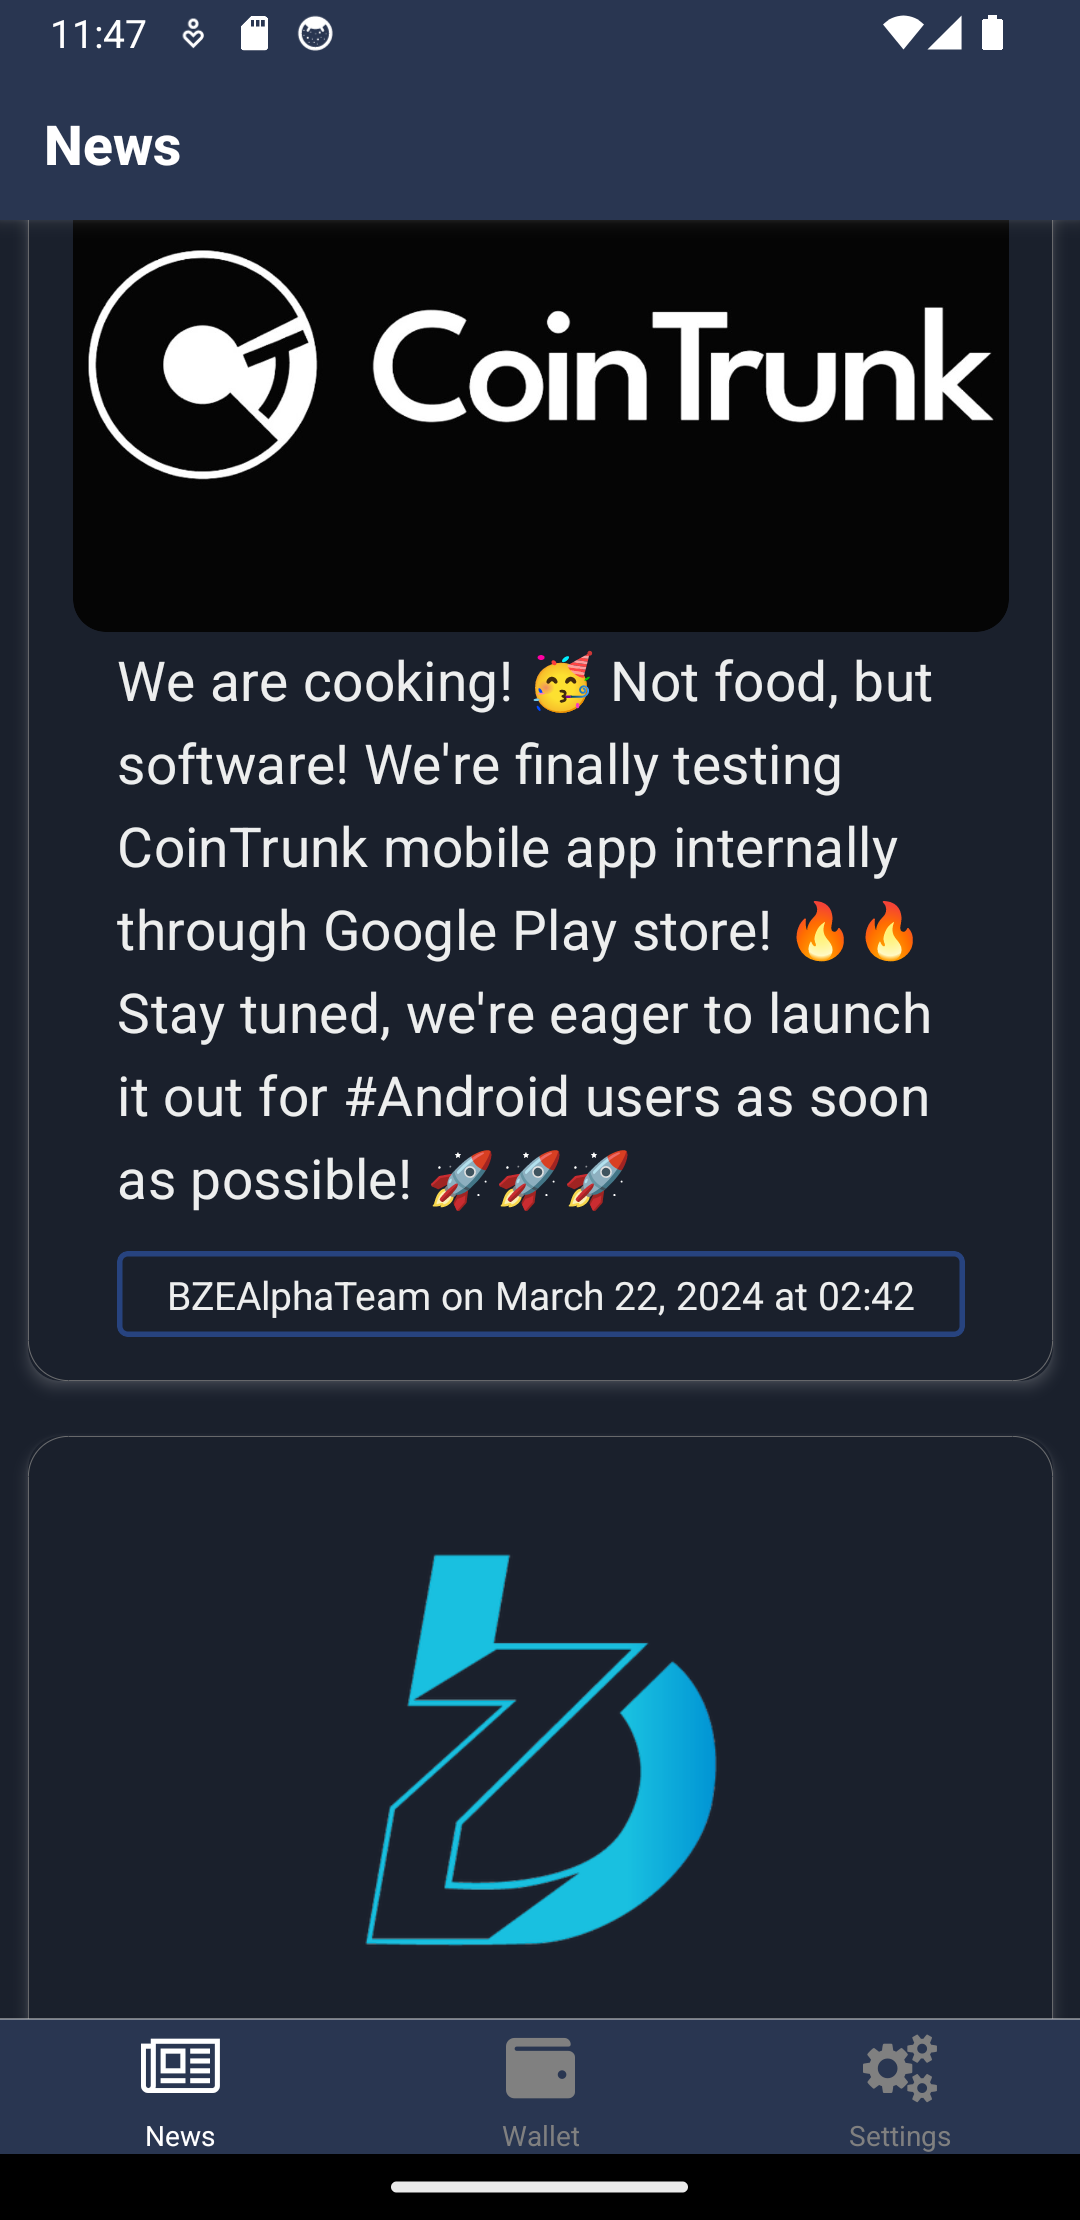 11:47
News
CoinTrunk
We are cooking! 🥳 Not food, but
software! We're finally testing
CoinTrunk mobile app internally
through Google Play store! 🔥🔥
Stay tuned, we're eager to launch
it out for #Android users as soon
as possible! 🚀🚀🚀
BZEAlphaTeam on March 22, 2024 at 02:42
News
Wallet
Settings